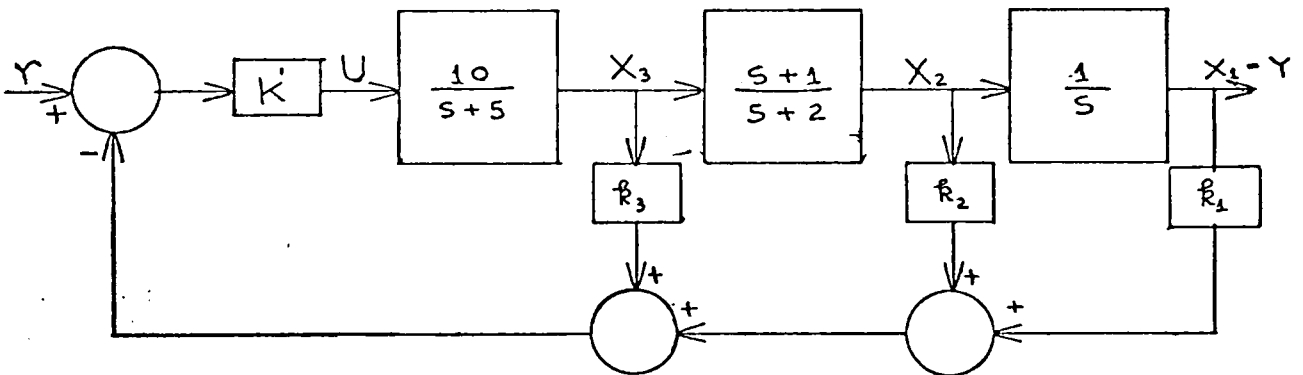 r
+
-
K
U
10
s+5
X₃
s+1
s+2
X₂
1
s
X₁ = Y
k₃
k₂
k₁
+
+
+
+